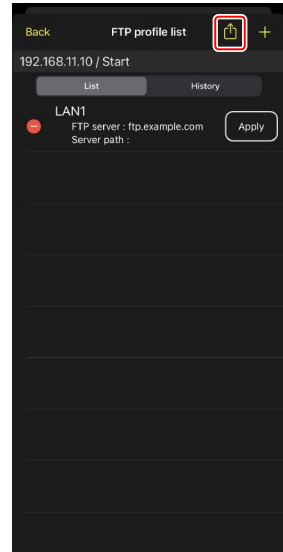 Back FTP profile list +
192.168.11.10 / Start
List History
LAN1
FTP server : ftp.example.com Apply
Server path :